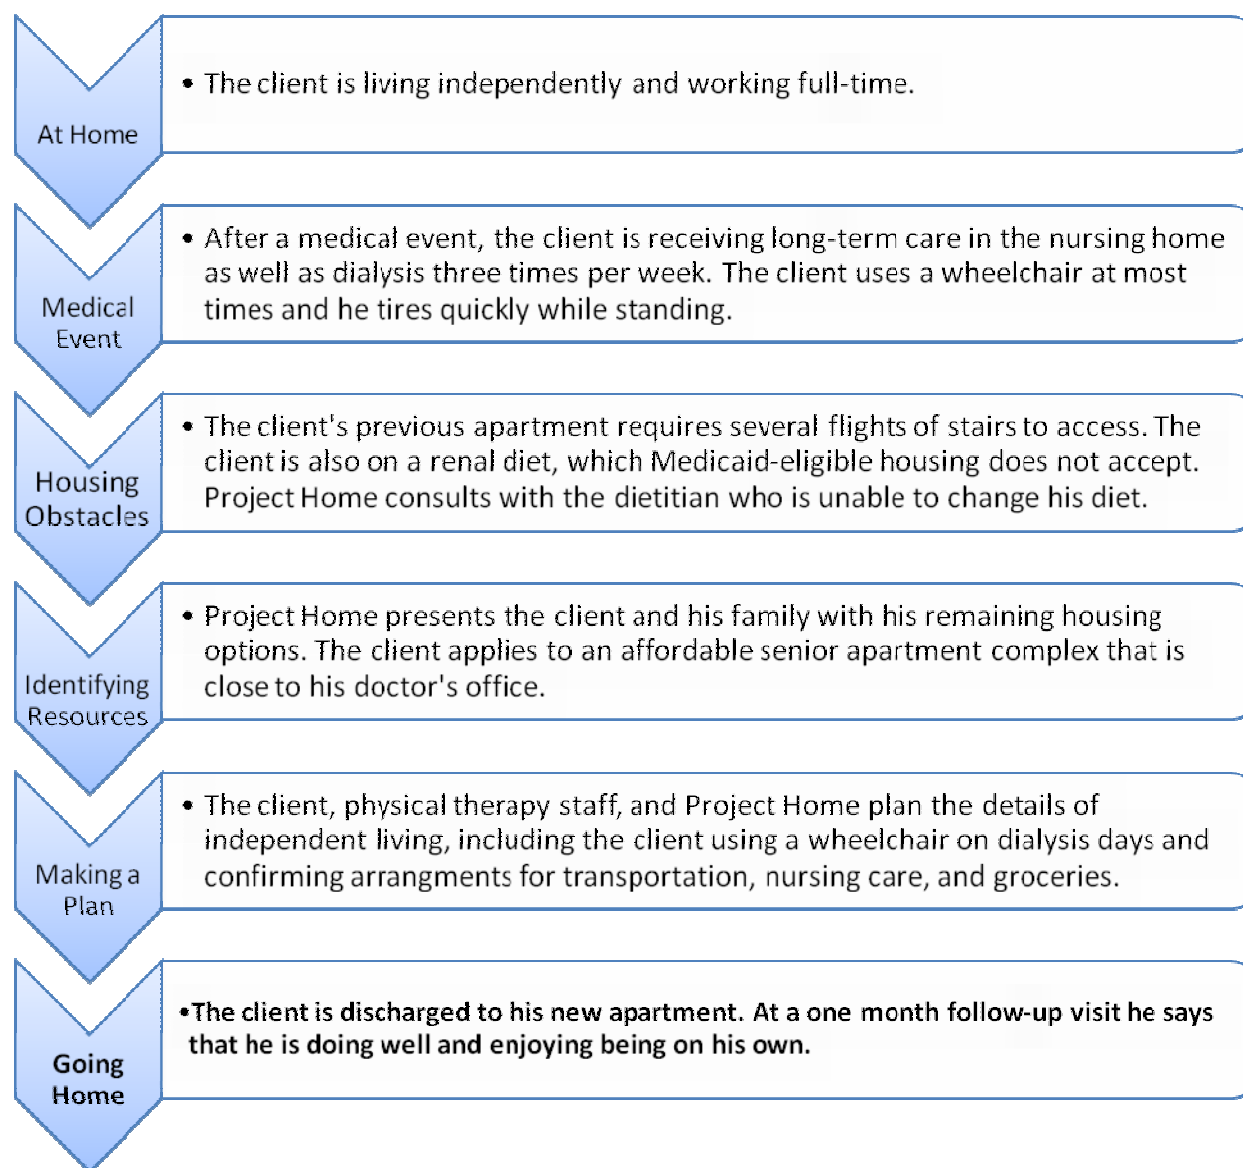 At Home
• The client is living independently and working full-time.
Medical
Event
• After a medical event, the client is receiving long-term care in the nursing home
as well as dialysis three times per week. The client uses a wheelchair at most
times and he tires quickly while standing.
Housing
Obstacles
• The client's previous apartment requires several flights of stairs to access. The
client is also on a renal diet, which Medicaid-eligible housing does not accept.
Project Home consults with the dietitian who is unable to change his diet.
Identifying
Resources
• Project Home presents the client and his family with his remaining housing
options. The client applies to an affordable senior apartment complex that is
close to his doctor's office.
Making a
Plan
• The client, physical therapy staff, and Project Home plan the details of
independent living, including the client using a wheelchair on dialysis days and
confirming arrangments for transportation, nursing care, and groceries.
Going
Home
•The client is discharged to his new apartment. At a one month follow-up visit he says
that he is doing well and enjoying being on his own.